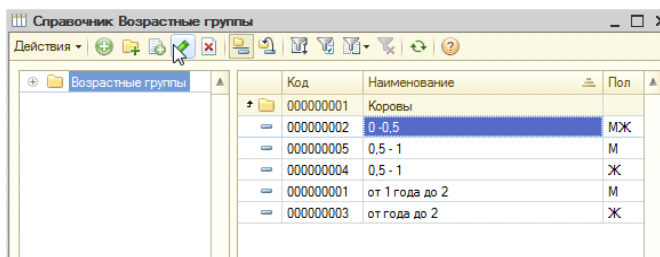 Справочник Возрастные группы
Действия
Возрастные группы
Код Наименование Пол
000000001 Коровы
000000002 0 -0,5 МЖ
000000005 0,5 - 1 М
000000004 0,5 - 1 Ж
000000001 от 1 года до 2 М
000000003 от года до 2 Ж